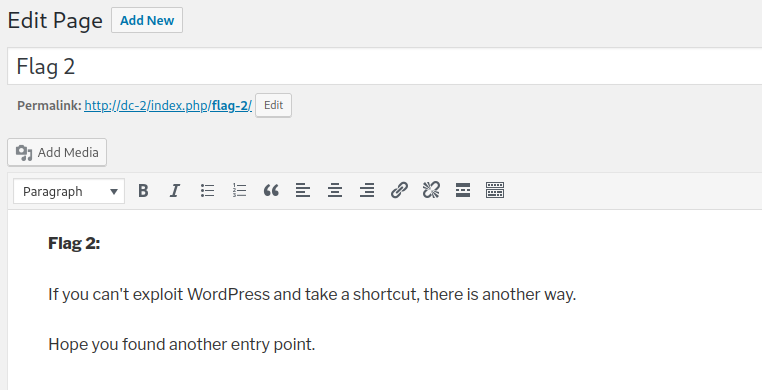 Edit Page Add New
Flag 2
Permalink: http://dc-2/index.php/flag-2/ Edit
Add Media
Paragraph B I
Flag 2:
If you can't exploit WordPress and take a shortcut, there is another way.
Hope you found another entry point.